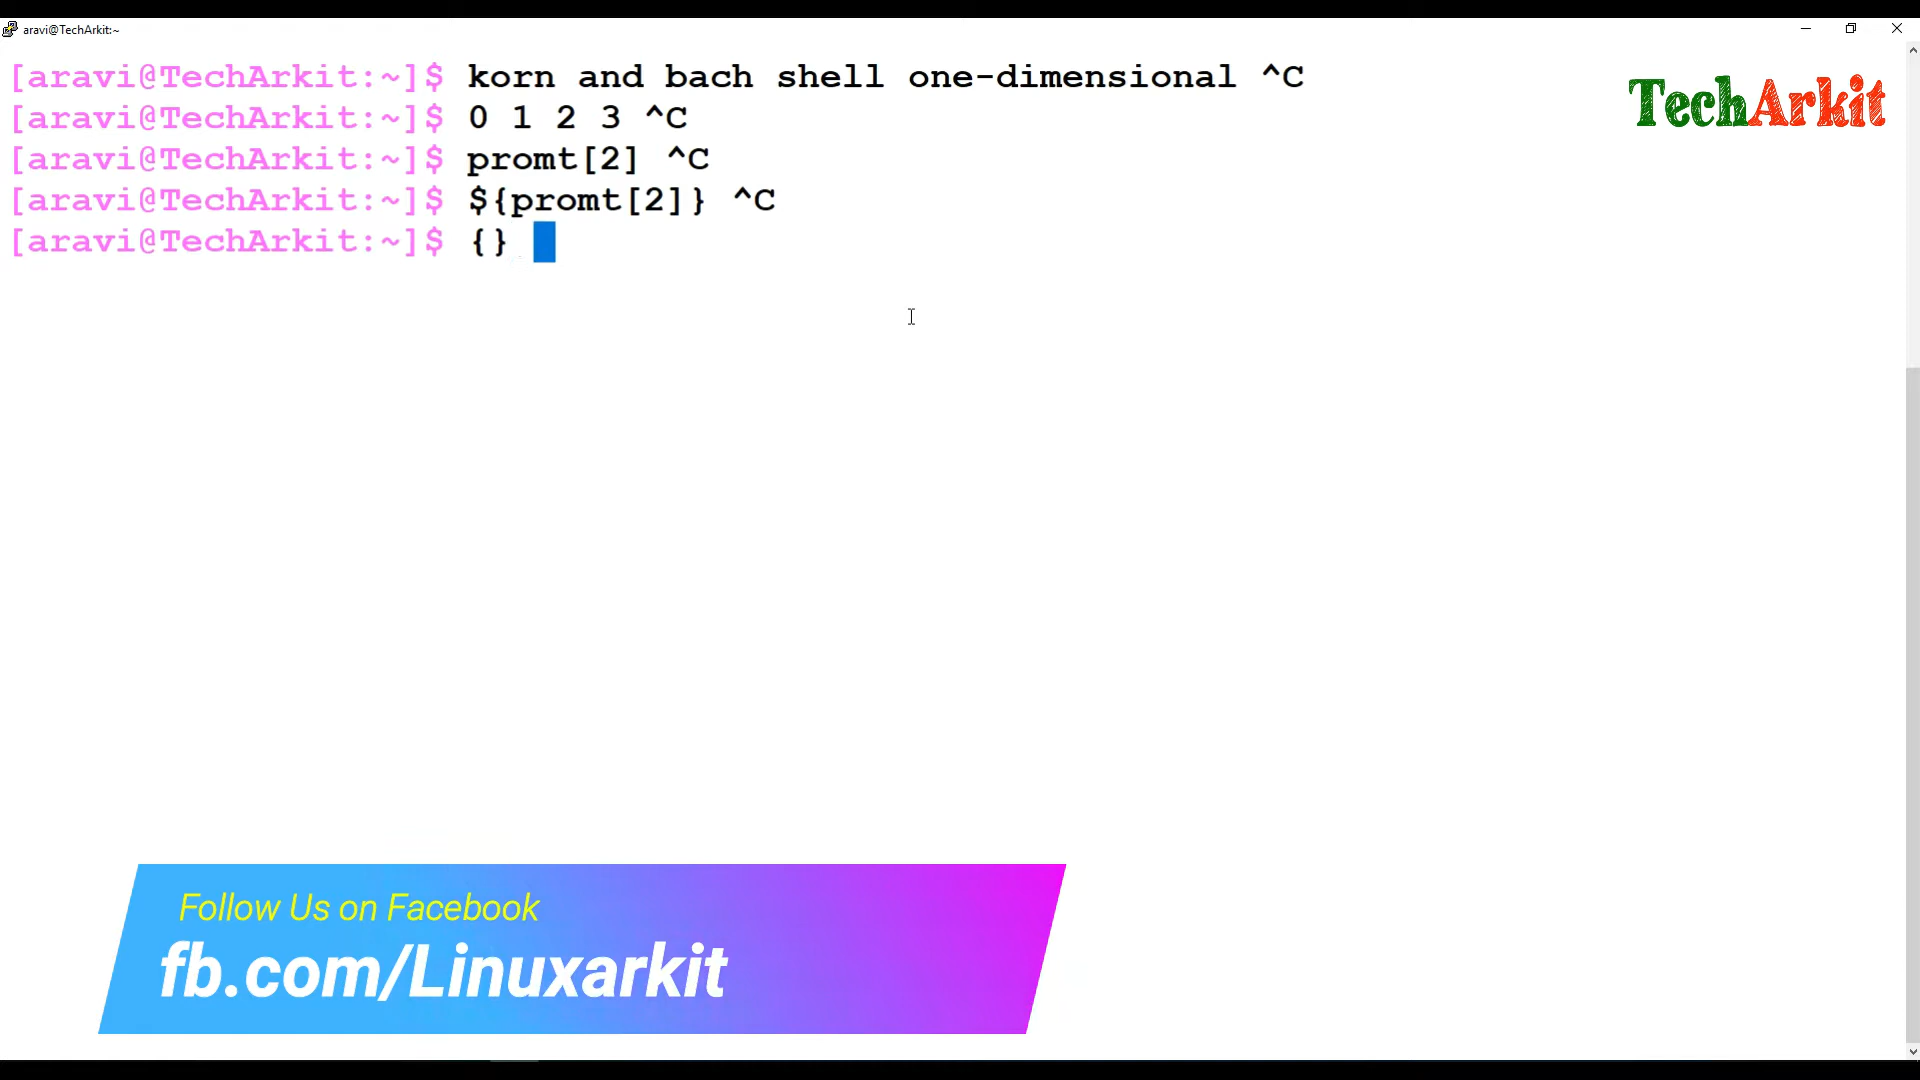 aravi@TechArkit:~
[aravi@TechArkit:~]$ korn and bach shell one-dimensional ^C
[aravi@TechArkit:~]$ 0 1 2 3 ^C
[aravi@TechArkit:~]$ promt[2] ^C
[aravi@TechArkit:~]$ ${promt[2]} ^C
[aravi@TechArkit:~]$ {}
TechArkit
Follow Us on Facebook
fb.com/Linuxarkit